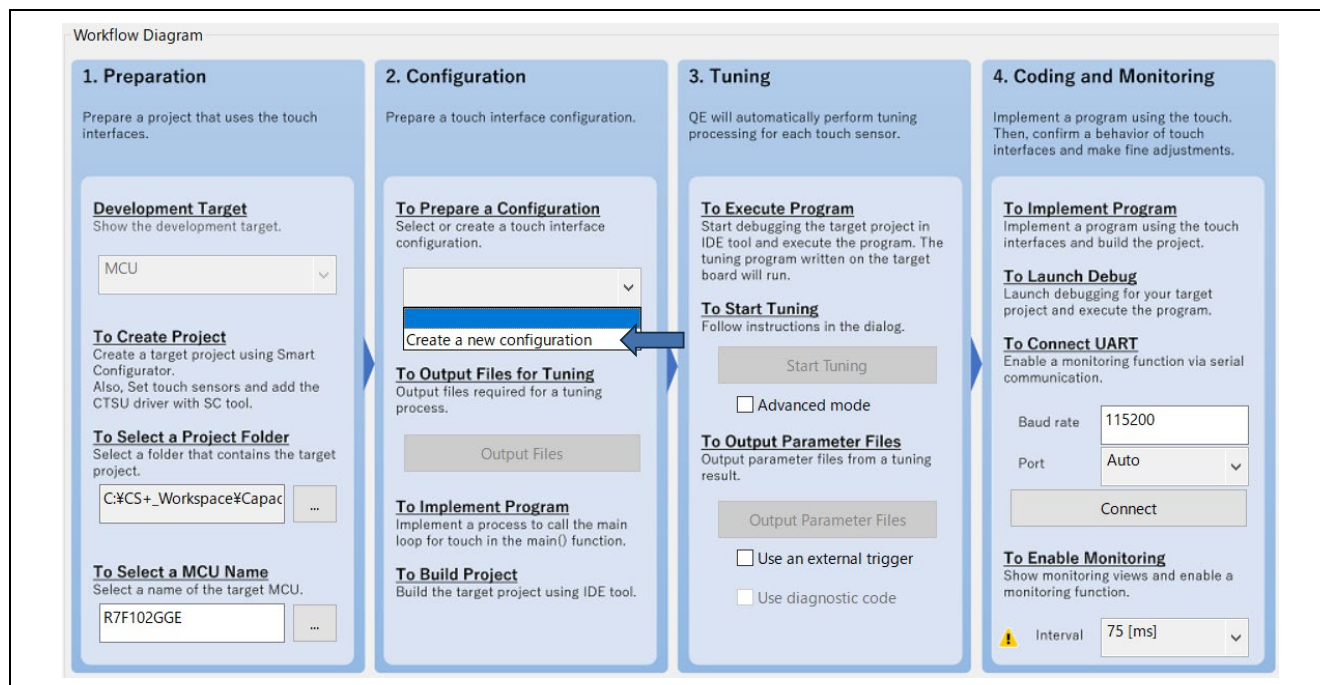 Workflow Diagram
1. Preparation
Prepare a project that uses the touch
interfaces.
Development Target
Show the development target.
MCU
To Create Project
Create a target project using Smart
Configurator.
Also, Set touch sensors and add the
CTSU driver with SC tool.
To Select a Project Folder
Select a folder that contains the target
project.
C:¥CS+_Workspace¥Capac
...
To Select a MCU Name
Select a name of the target MCU.
R7F102GGE
...
2. Configuration
Prepare a touch interface configuration.
To Prepare a Configuration
Select or create a touch interface
configuration.
Create a new configuration
To Output Files for Tuning
Output files required for a tuning
process.
Output Files
To Implement Program
Implement a process to call the main
loop for touch in the main() function.
To Build Project
Build the target project using IDE tool.
3. Tuning
QE will automatically perform tuning
processing for each touch sensor.
To Execute Program
Start debugging the target project in
IDE tool and execute the program. The
tuning program written on the target
board will run.
To Start Tuning
Follow instructions in the dialog.
Start Tuning
Advanced mode
To Output Parameter Files
Output parameter files from a tuning
result.
Output Parameter Files
Use an external trigger
Use diagnostic code
4. Coding and Monitoring
Implement a program using the touch.
Then, confirm a behavior of touch
interfaces and make fine adjustments.
To Implement Program
Implement a program using the touch
interfaces and build the project.
To Launch Debug
Launch debugging for your target
project and execute the program.
To Connect UART
Enable a monitoring function via serial
communication.
Baud rate 115200
Port Auto
Connect
To Enable Monitoring
Show monitoring views and enable a
monitoring function.
Interval 75 [ms]